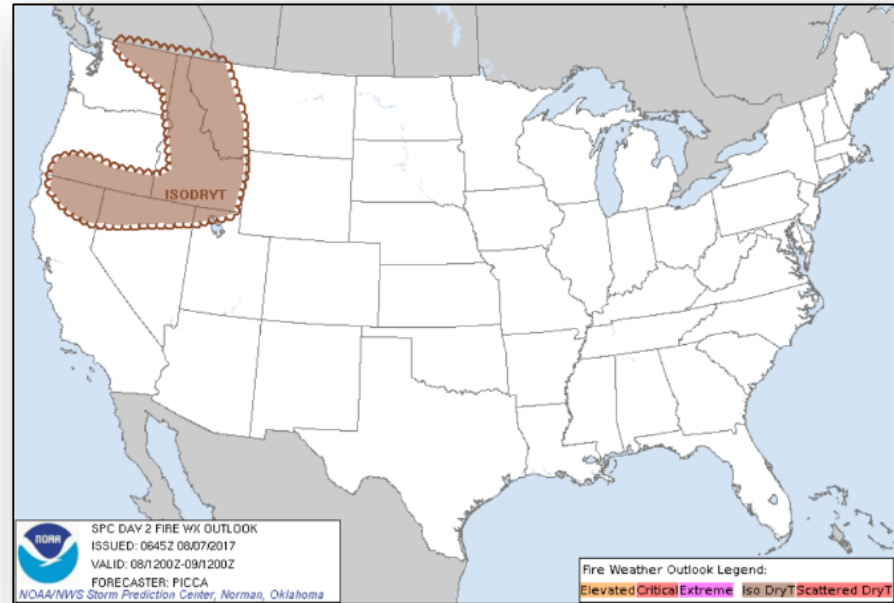 ISODRYT
NOAA
SPC DAY 2 FIRE WX OUTLOOK
ISSUED: 0645Z 08/07/2017
VALID: 08/1200Z-09/1200Z
FORECASTER: PICCA
NOAA/NWS Storm Prediction Center, Norman, Oklahoma
Fire Weather Outlook Legend:
Elevated Critical Extreme Iso DryT Scattered DryT